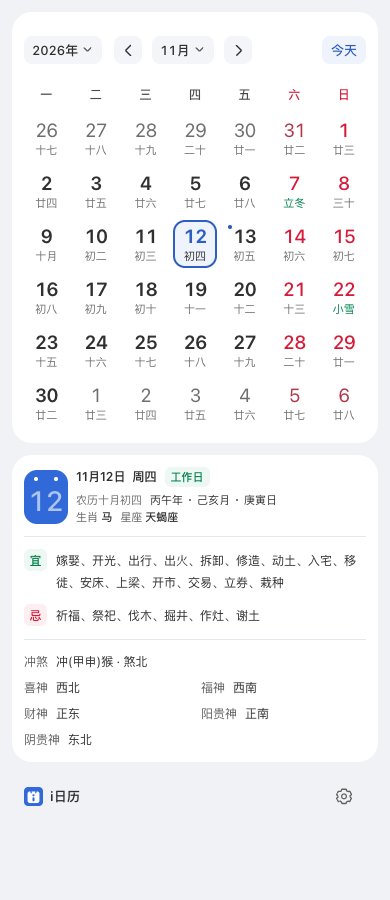 2026年 11月 今天
一 二 三 四 五 六 日
26 27 28 29 30 31 1
十七 十八 十九 二十 廿一 廿二 廿三
2 3 4 5 6 7 8
廿四 廿五 廿六 廿七 廿八 立冬 三十
9 10 11 12 13 14 15
十月 初二 初三 初四 初五 初六 初七
16 17 18 19 20 21 22
初八 初九 初十 十一 十二 十三 小雪
23 24 25 26 27 28 29
十五 十六 十七 十八 十九 二十 廿一
30 1 2 3 4 5 6
廿二 廿三 廿四 廿五 廿六 廿七 廿八
12
11月12日 周四 工作日
农历十月初四 丙午年 · 己亥月 · 庚寅日
生肖 马 星座 天蝎座
宜 嫁娶、开光、出行、出火、拆卸、修造、动土、入宅、移
徙、安床、上梁、开市、交易、立券、栽种
忌 祈福、祭祀、伐木、掘井、作灶、谢土
冲煞 冲(甲申)猴 · 煞北
喜神 西北 福神 西南
财神 正东 阳贵神 正南
阴贵神 东北
i日历